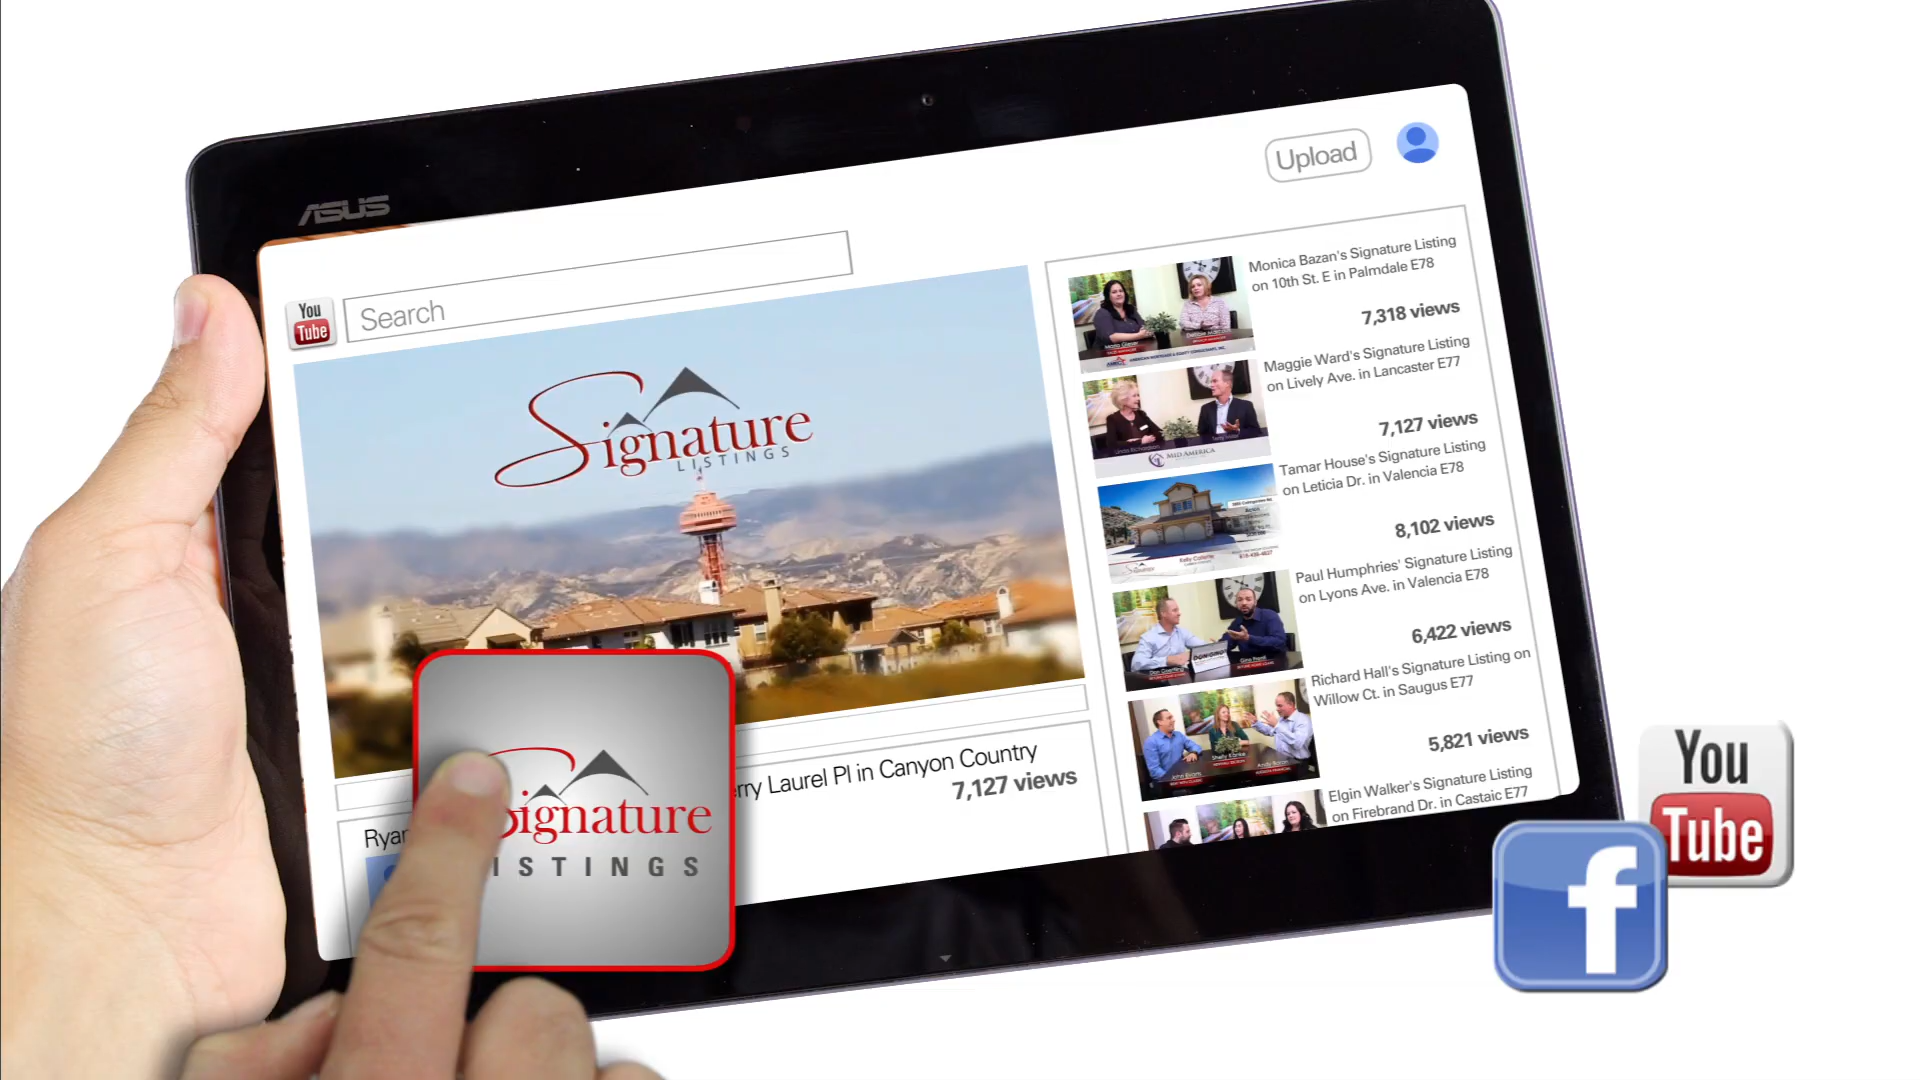 ASUS
Upload
You
Tube
Search
Signature
LISTINGS
Monica Bazan's Signature Listing
on 10th St. E in Palmdale E78
7,318 views
Maggie Ward's Signature Listing
on Lively Ave. in Lancaster E77
7,127 views
MID AMERICA
Tamar House's Signature Listing
on Leticia Dr. in Valencia E78
8,102 views
Paul Humphries' Signature Listing
on Lyons Ave. in Valencia E78
6,422 views
Richard Hall's Signature Listing on
Willow Ct. in Saugus E77
5,821 views
Elgin Walker's Signature Listing
on Firebrand Dr. in Castaic E77
Laurel Pl in Canyon Country
7,127 views
Signature
LISTINGS
You
Tube
f